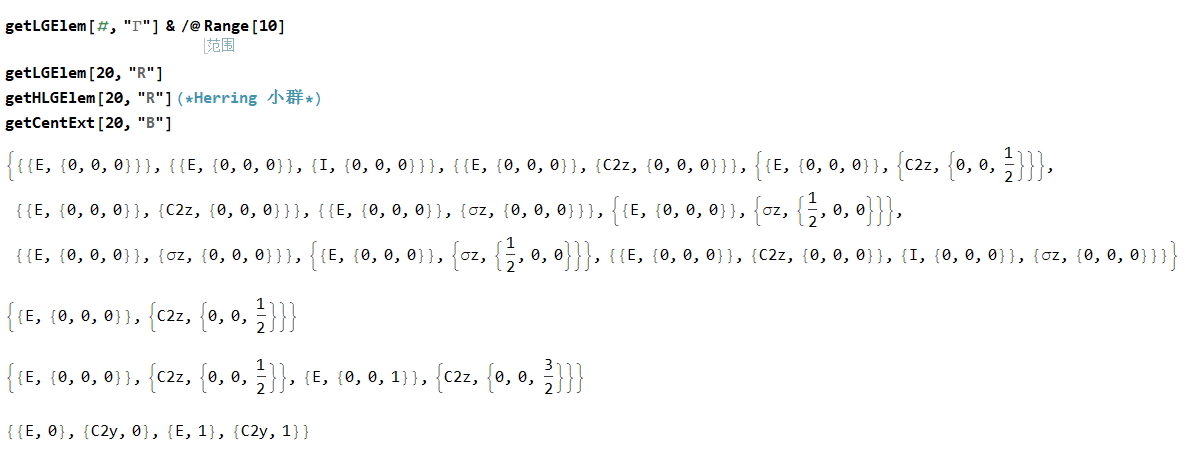 getLGElem[#, "Γ"] & /@ Range[10]
范围
getLGElem[20, "R"]
getHLGElem[20, "R"] (*Herring 小群*)
getCentExt[20, "B"]
{{{E, {0, 0, 0}}}, {{E, {0, 0, 0}}, {I, {0, 0, 0}}}, {{E, {0, 0, 0}}, {C2z, {0, 0, 0}}}, {{E, {0, 0, 0}}, {C2z, {0, 0, 1/2}}},
{{E, {0, 0, 0}}, {C2z, {0, 0, 0}}}, {{E, {0, 0, 0}}, {σz, {0, 0, 0}}}, {{E, {0, 0, 0}}, {σz, {1/2, 0, 0}}},
{{E, {0, 0, 0}}, {σz, {0, 0, 0}}}, {{E, {0, 0, 0}}, {σz, {1/2, 0, 0}}}, {{E, {0, 0, 0}}, {C2z, {0, 0, 0}}, {I, {0, 0, 0}}, {σz, {0, 0, 0}}}}
{{E, {0, 0, 0}}, {C2z, {0, 0, 1/2}}}
{{E, {0, 0, 0}}, {C2z, {0, 0, 1/2}}, {E, {0, 0, 1}}, {C2z, {0, 0, 3/2}}}
{{E, 0}, {C2y, 0}, {E, 1}, {C2y, 1}}